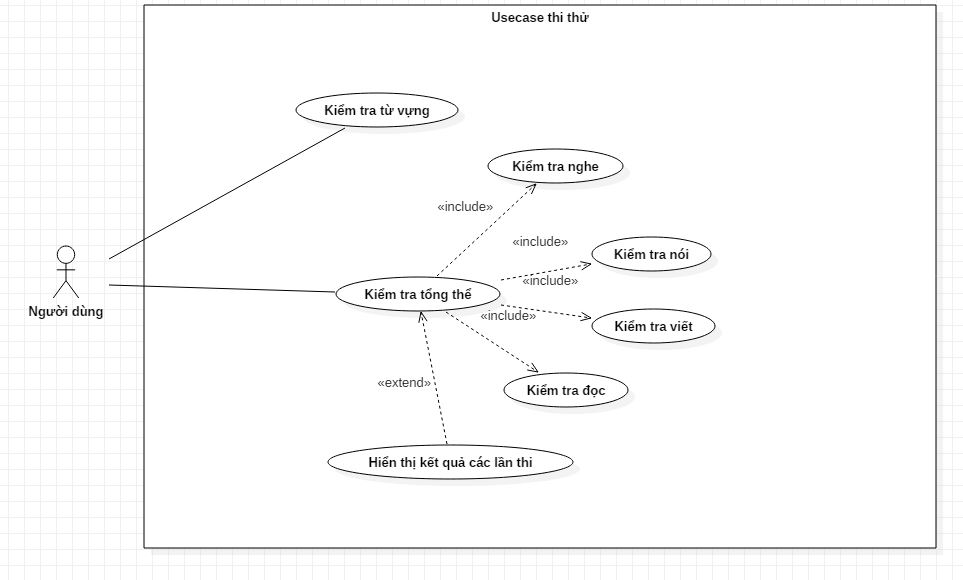 Usecase thi thử
Kiểm tra từ vựng
Kiểm tra nghe
«include»
«include»
Kiểm tra nói
«include»
Kiểm tra tổng thể
Người dùng
«include»
Kiểm tra viết
«extend»
Kiểm tra đọc
Hiển thị kết quả các lần thi